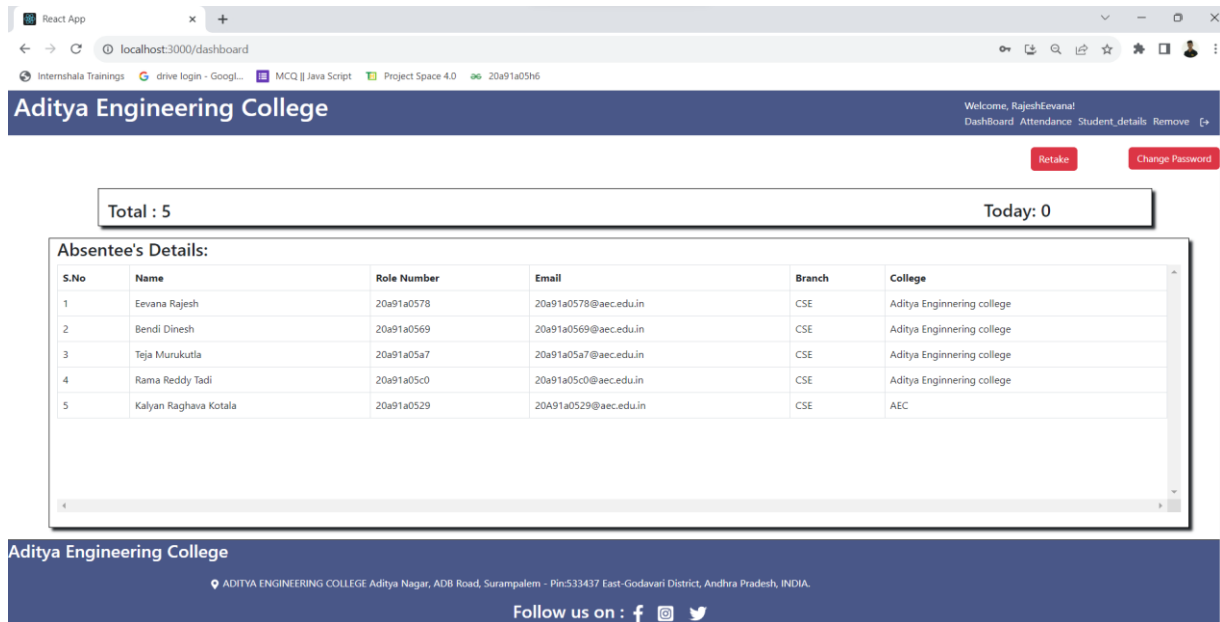 React App
localhost:3000/dashboard
Internshala Trainings drive login - Googl... MCQ || Java Script Project Space 4.0 20a91a05h6
Aditya Engineering College
Welcome, RajeshEevana!
DashBoard Attendance Student_details Remove
Retake Change Password
Total : 5 Today: 0
Absentee's Details:
S.No Name Role Number Email Branch College
1 Eevana Rajesh 20a91a0578 20a91a0578@aec.edu.in CSE Aditya Enginnering college
2 Bendi Dinesh 20a91a0569 20a91a0569@aec.edu.in CSE Aditya Enginnering college
3 Teja Murukutla 20a91a05a7 20a91a05a7@aec.edu.in CSE Aditya Enginnering college
4 Rama Reddy Tadi 20a91a05c0 20a91a05c0@aec.edu.in CSE Aditya Enginnering college
5 Kalyan Raghava Kotala 20a91a0529 20A91a0529@aec.edu.in CSE AEC
Aditya Engineering College
ADITYA ENGINEERING COLLEGE Aditya Nagar, ADB Road, Surampalem - Pin:533437 East-Godavari District, Andhra Pradesh, INDIA.
Follow us on :